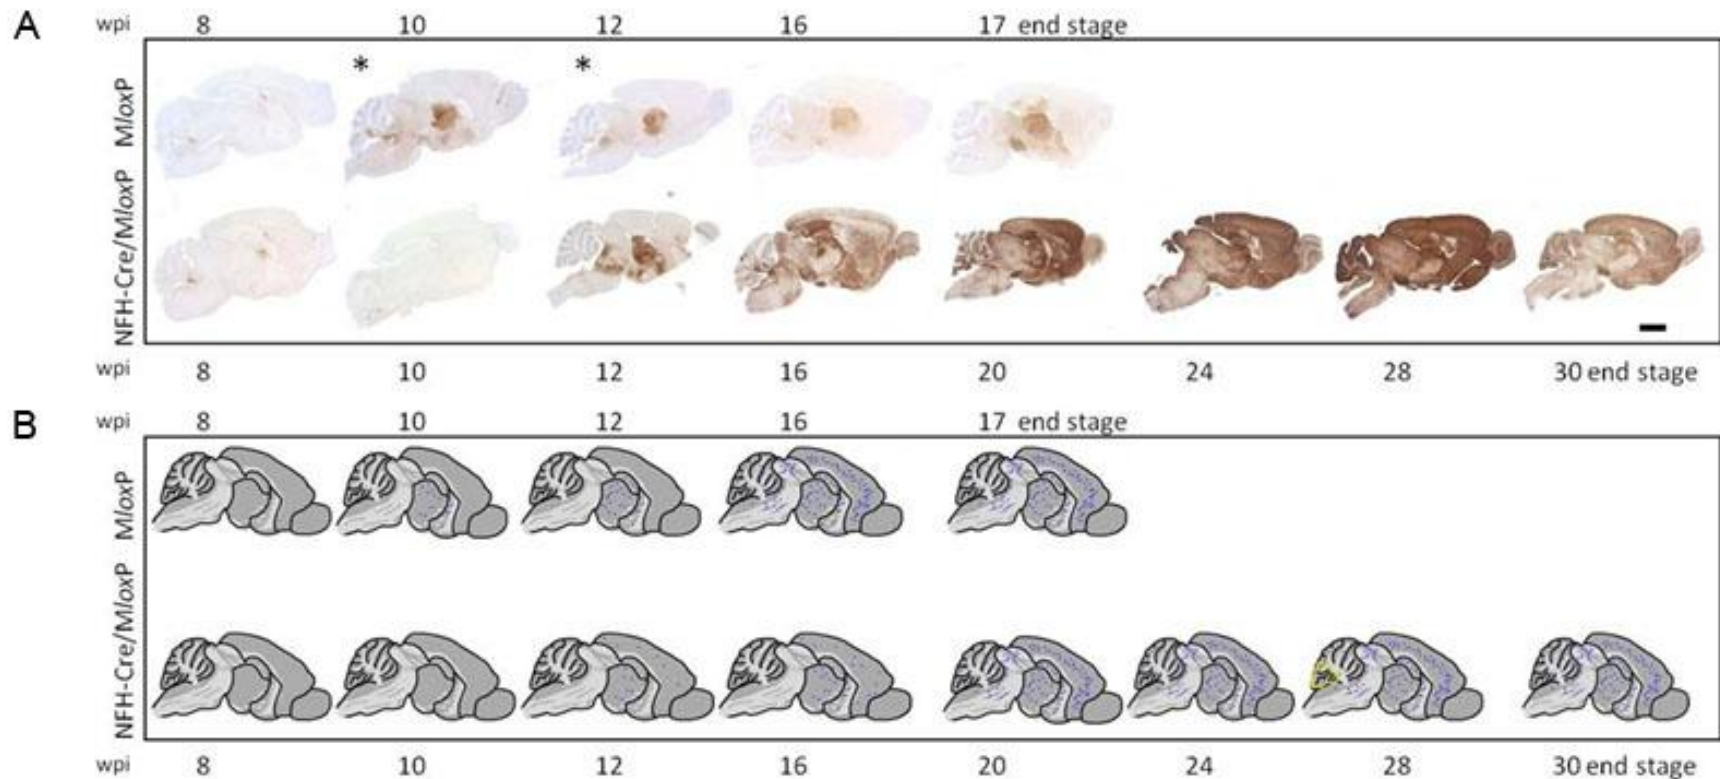 A
wpi 8 10 12 16 17 end stage
* *
MloxP
NFH-Cre/MloxP
wpi 8 10 12 16 20 24 28 30 end stage
B
wpi 8 10 12 16 17 end stage
MloxP
NFH-Cre/MloxP
wpi 8 10 12 16 20 24 28 30 end stage